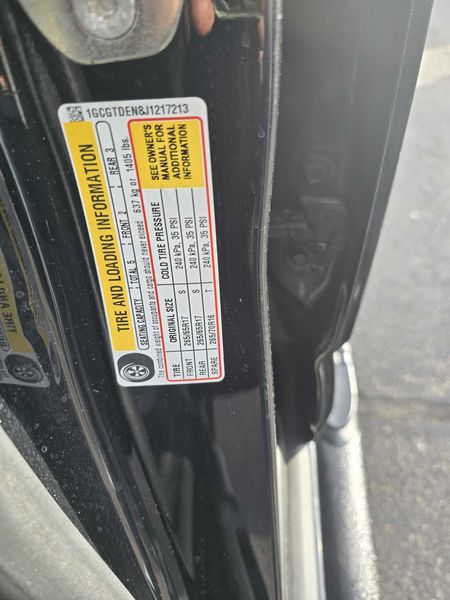 1GCGTDEN8J1217213
TIRE AND LOADING INFORMATION
SEATING CAPACITY TOTAL 5 FRONT 2 REAR 3
The combined weight of occupants and cargo should never exceed 637 kg or 1405 lbs.
TIRE ORIGINAL SIZE COLD TIRE PRESSURE
FRONT 265/65R17 S 240 kPa, 35 PSI
REAR 265/65R17 S 240 kPa, 35 PSI
SPARE 265/70R16 T 240 kPa, 35 PSI
SEE OWNER'S
MANUAL FOR
ADDITIONAL
INFORMATION